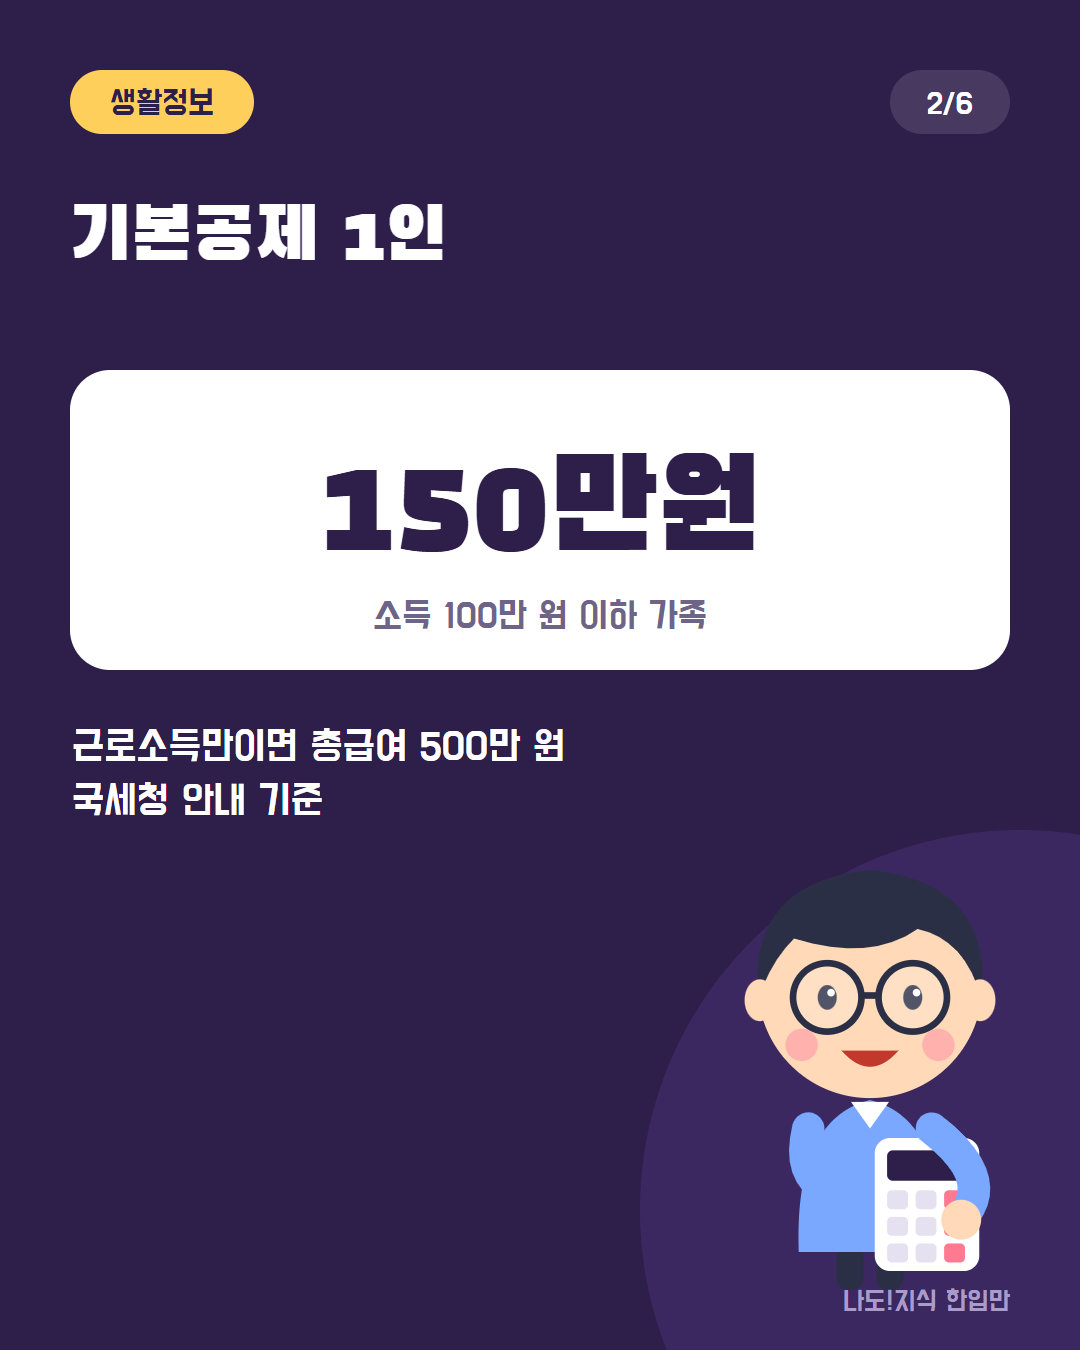 생활정보
2/6
기본공제 1인
150만원
소득 100만 원 이하 가족
근로소득만이면 총급여 500만 원
국세청 안내 기준
나도!지식 한입만